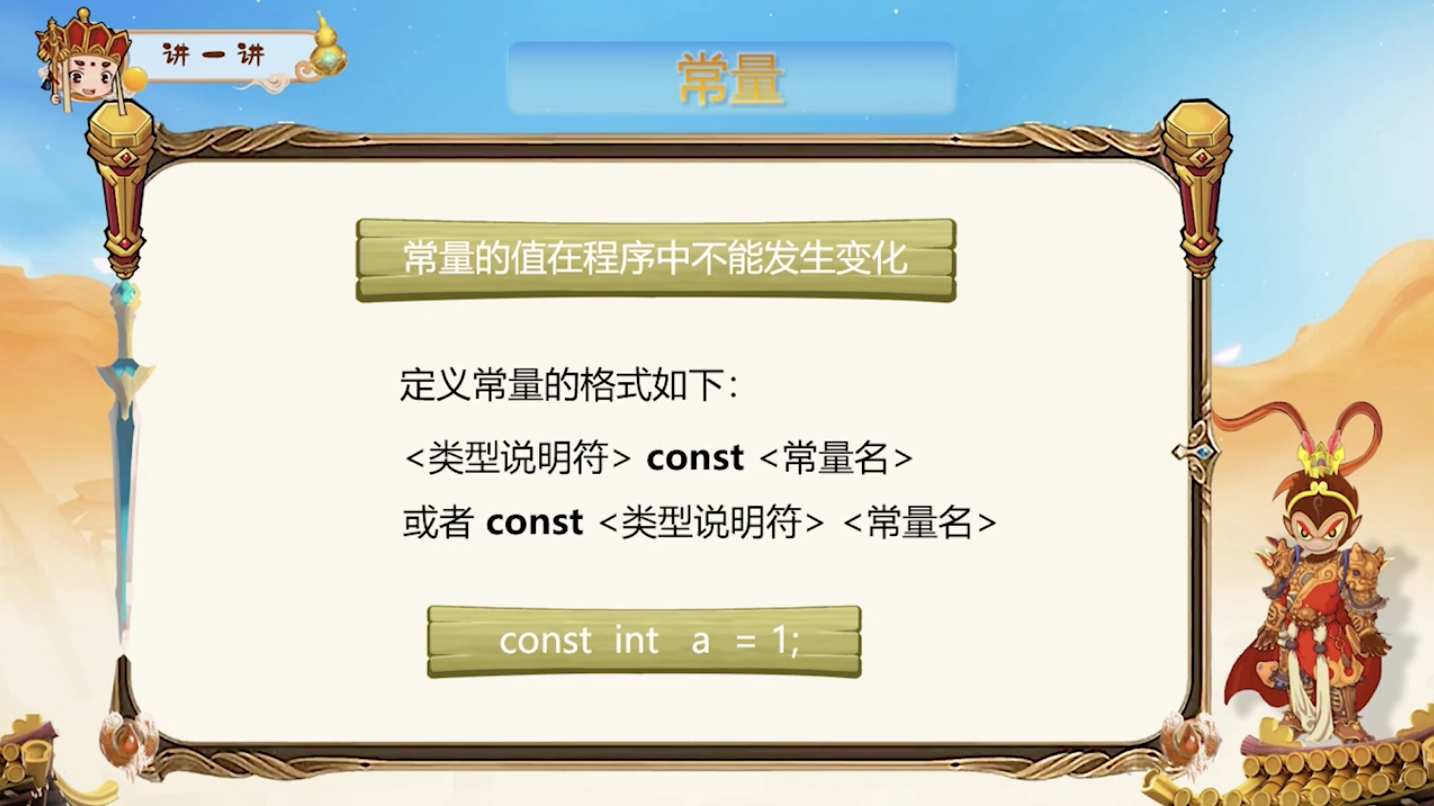 讲一讲
常量
常量的值在程序中不能发生变化
定义常量的格式如下：
<类型说明符> const <常量名>
或者 const <类型说明符> <常量名>
const int a = 1;